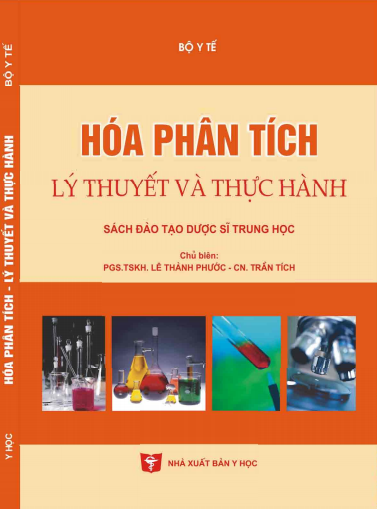 BỘ Y TẾ
HÓA PHÂN TÍCH - LÝ THUYẾT VÀ THỰC HÀNH
Y HỌC
BỘ Y TẾ
HÓA PHÂN TÍCH
LÝ THUYẾT VÀ THỰC HÀNH
SÁCH ĐÀO TẠO DƯỢC SĨ TRUNG HỌC
Chủ biên:
PGS.TSKH. LÊ THÀNH PHƯỚC - CN. TRẦN TÍCH
NHÀ XUẤT BẢN Y HỌC